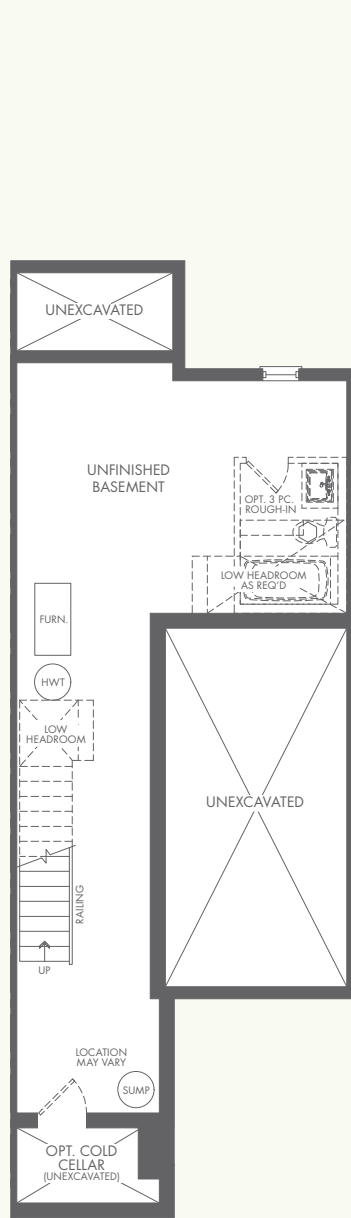 UNEXCAVATED
UNFINISHED
BASEMENT
OPT. 3 PC.
ROUGH-IN
LOW HEADROOM
AS REQ'D
FURN.
HWT
LOW
HEADROOM
UNEXCAVATED
RAILING
UP
LOCATION
MAY VARY
SUMP
OPT. COLD
CELLAR
(UNEXCAVATED)